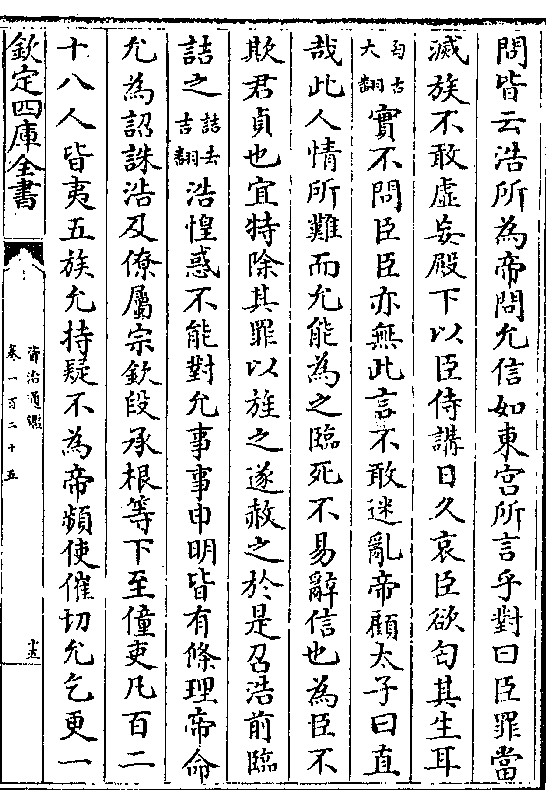 問皆云浩所為帝問允信如東宫所言乎對曰臣罪當
滅族不敢虚妄殿下以臣侍講日久哀臣欲匄其生耳
匄古大翻實不問臣臣亦無此言不敢迷亂帝顧太子曰直
哉此人情所難而允能為之臨死不易辭信也為臣不
欺君貞也宜特除其罪以旌之遂赦之於是召浩前臨
詰之詰去吉翻浩惶惑不能對允事事申明皆有條理帝命
允為詔誅浩及僚屬宗欽段承根等下至僮吏凡百二
十八人皆夷五族允持疑不為帝頻使催切允乞更一
欽定四庫全書
資治通鑑
卷一百二十五